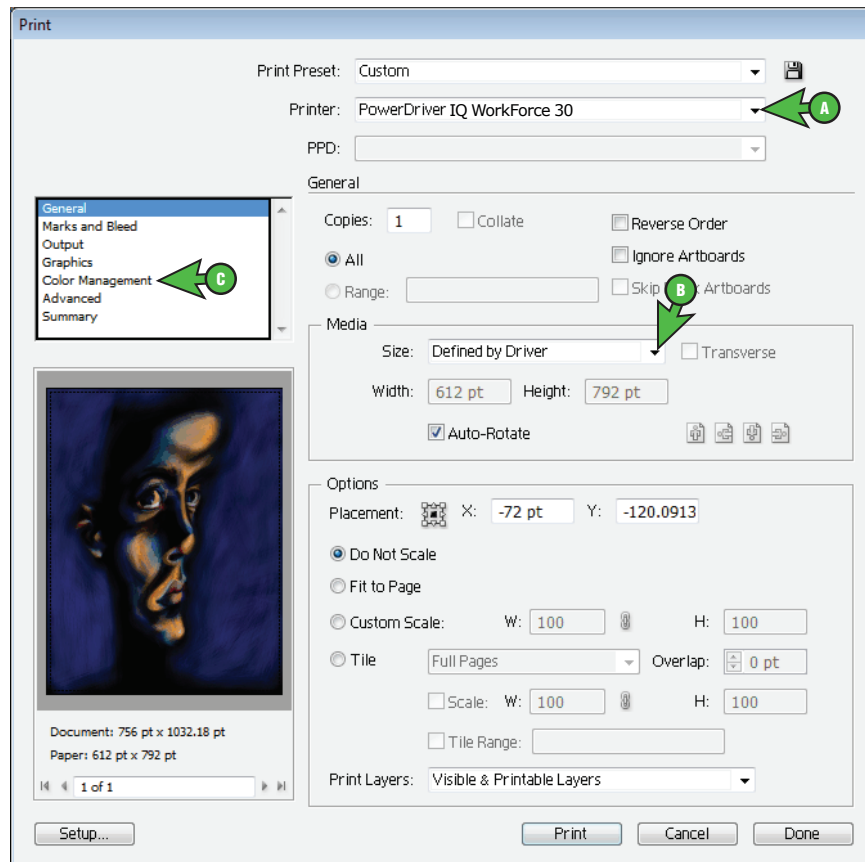 Print
Print Preset: Custom
Printer: PowerDriver IQ WorkForce 30
A
PPD:
General
Marks and Bleed
Output
Graphics
Color Management
Advanced
Summary
C
General
Copies: 1 Collate Reverse Order
All Ignore Artboards
Range: Skip Artboards
B
Media
Size: Defined by Driver Transverse
Width: 612 pt Height: 792 pt
Auto-Rotate
Options
Placement: X: -72 pt Y: -120.0913
Do Not Scale
Fit to Page
Custom Scale: W: 100 H: 100
Tile Full Pages Overlap: 0 pt
Scale: W: 100 H: 100
Tile Range:
Print Layers: Visible & Printable Layers
Document: 756 pt x 1032.18 pt
Paper: 612 pt x 792 pt
1 of 1
Setup... Print Cancel Done